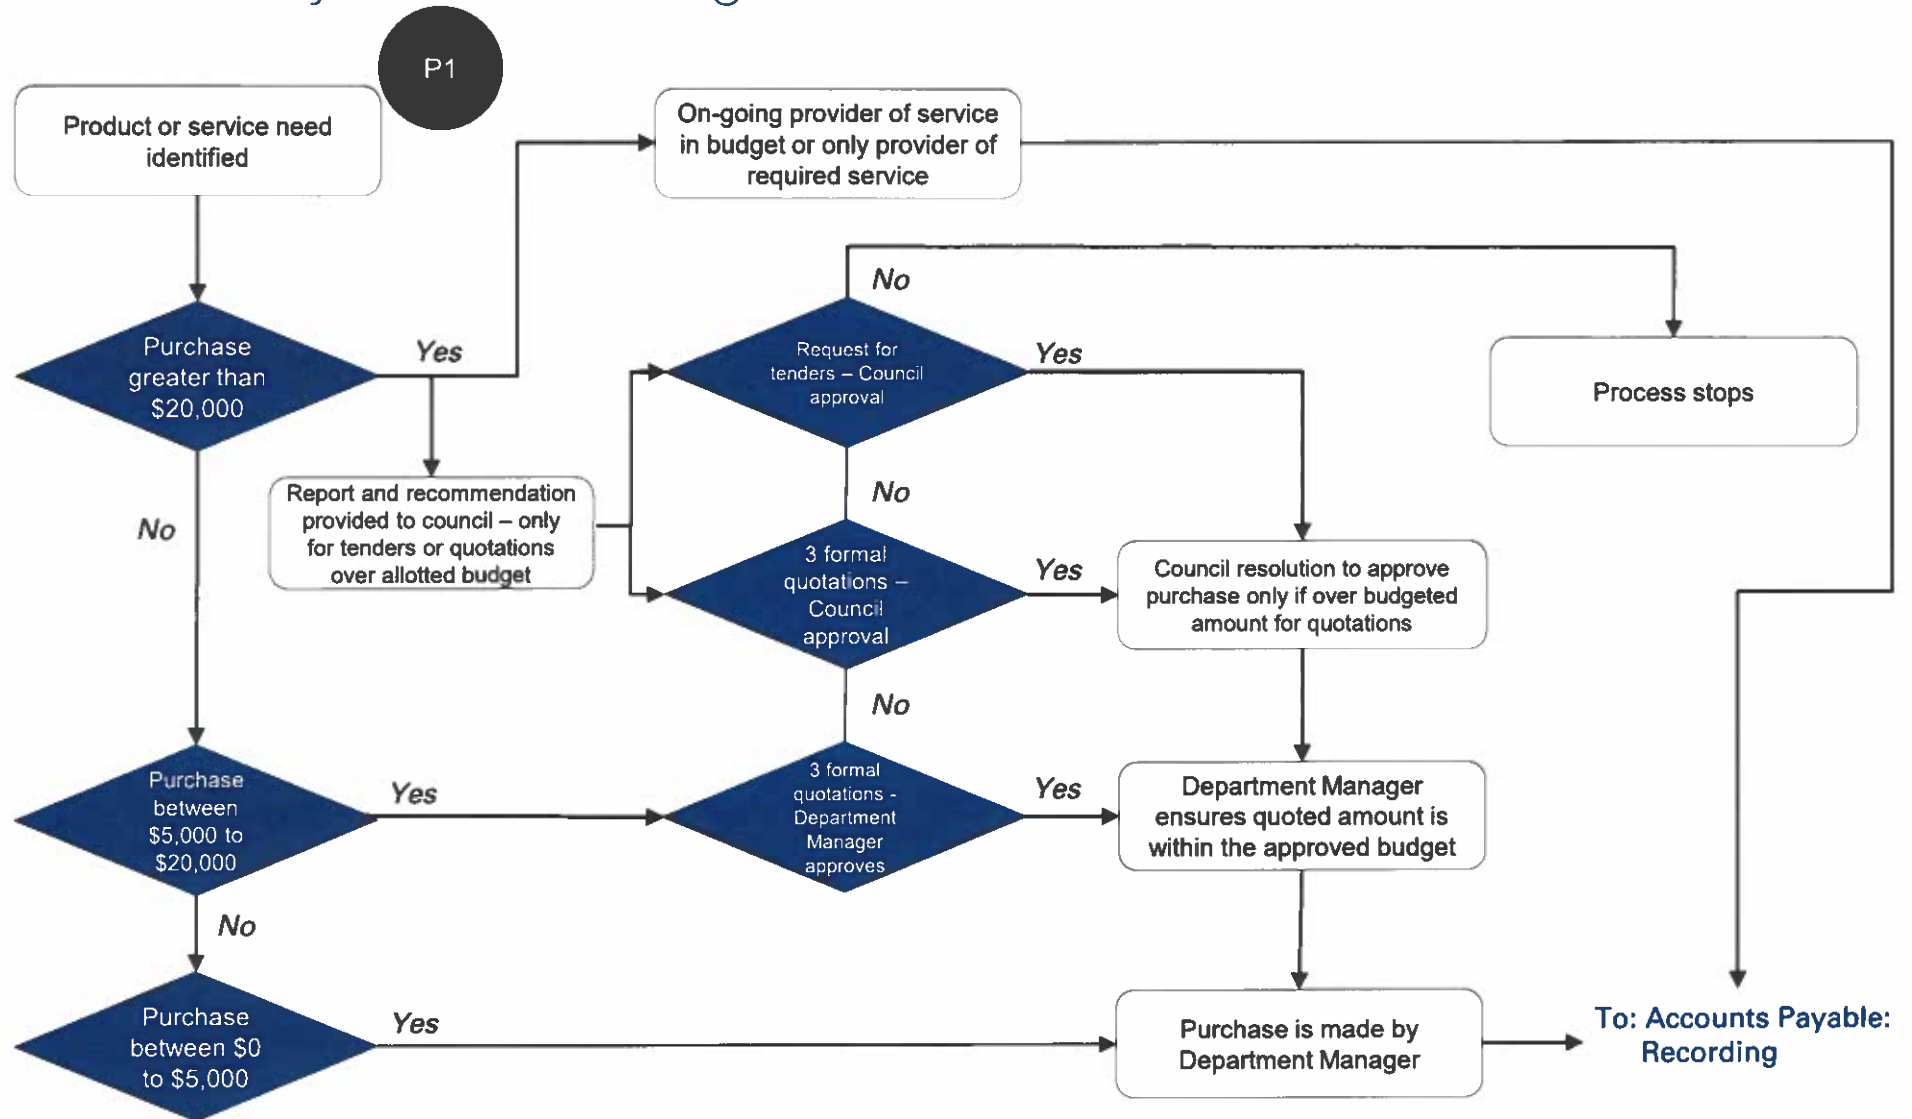 P1
Product or service need
identified
On-going provider of service
in budget or only provider of
required service
No
Purchase
greater than
$20,000
Yes
Request for
tenders – Council
approval
Yes
Process stops
No
Report and recommendation
provided to council – only
for tenders or quotations
over allotted budget
No
3 formal
quotations –
Council
approval
Yes
Council resolution to approve
purchase only if over budgeted
amount for quotations
No
Purchase
between
$5,000 to
$20,000
Yes
3 formal
quotations -
Department
Manager
approves
Yes
Department Manager
ensures quoted amount is
within the approved budget
No
Purchase
between $0
to $5,000
Yes
Purchase is made by
Department Manager
To: Accounts Payable:
Recording